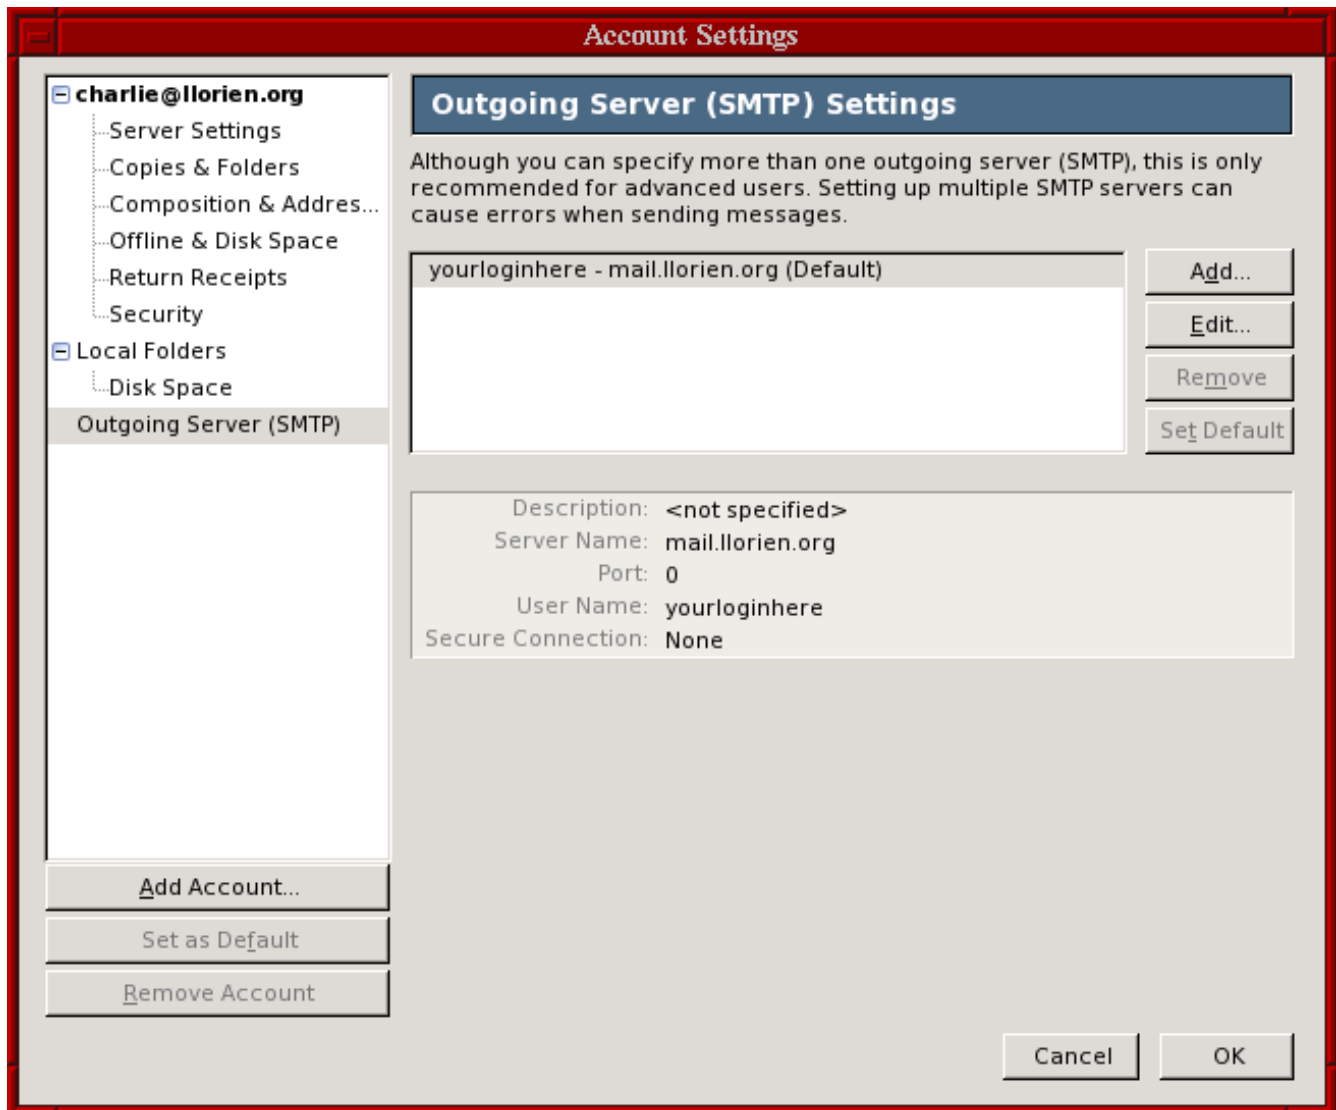 Account Settings
charlie@llorien.org
Server Settings
Copies & Folders
Composition & Addres...
Offline & Disk Space
Return Receipts
Security
Local Folders
Disk Space
Outgoing Server (SMTP)
Add Account...
Set as Default
Remove Account
Outgoing Server (SMTP) Settings
Although you can specify more than one outgoing server (SMTP), this is only
recommended for advanced users. Setting up multiple SMTP servers can
cause errors when sending messages.
yourloginhere - mail.llorien.org (Default)
Add...
Edit...
Remove
Set Default
Description: <not specified>
Server Name: mail.llorien.org
Port: 0
User Name: yourloginhere
Secure Connection: None
Cancel
OK